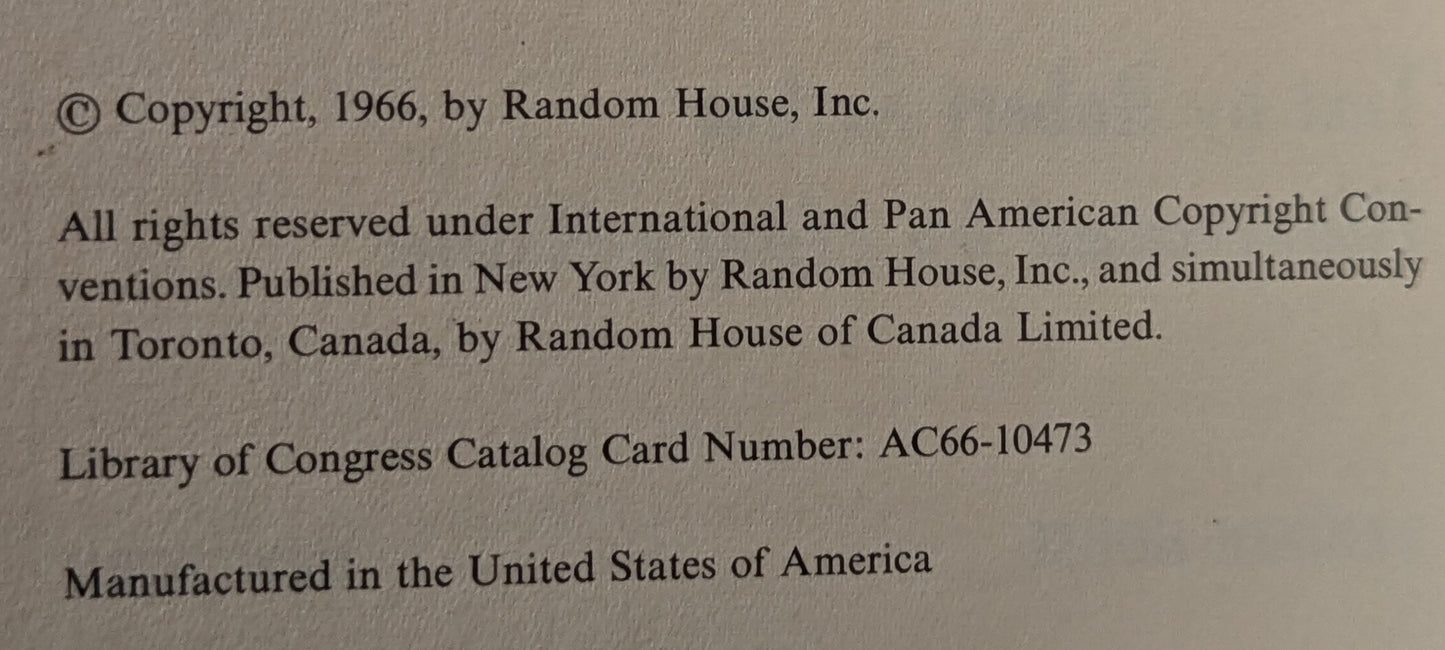 © Copyright, 1966, by Random House, Inc.
All rights reserved under International and Pan American Copyright Con-
ventions. Published in New York by Random House, Inc., and simultaneously
in Toronto, Canada, by Random House of Canada Limited.
Library of Congress Catalog Card Number: AC66-10473
Manufactured in the United States of America